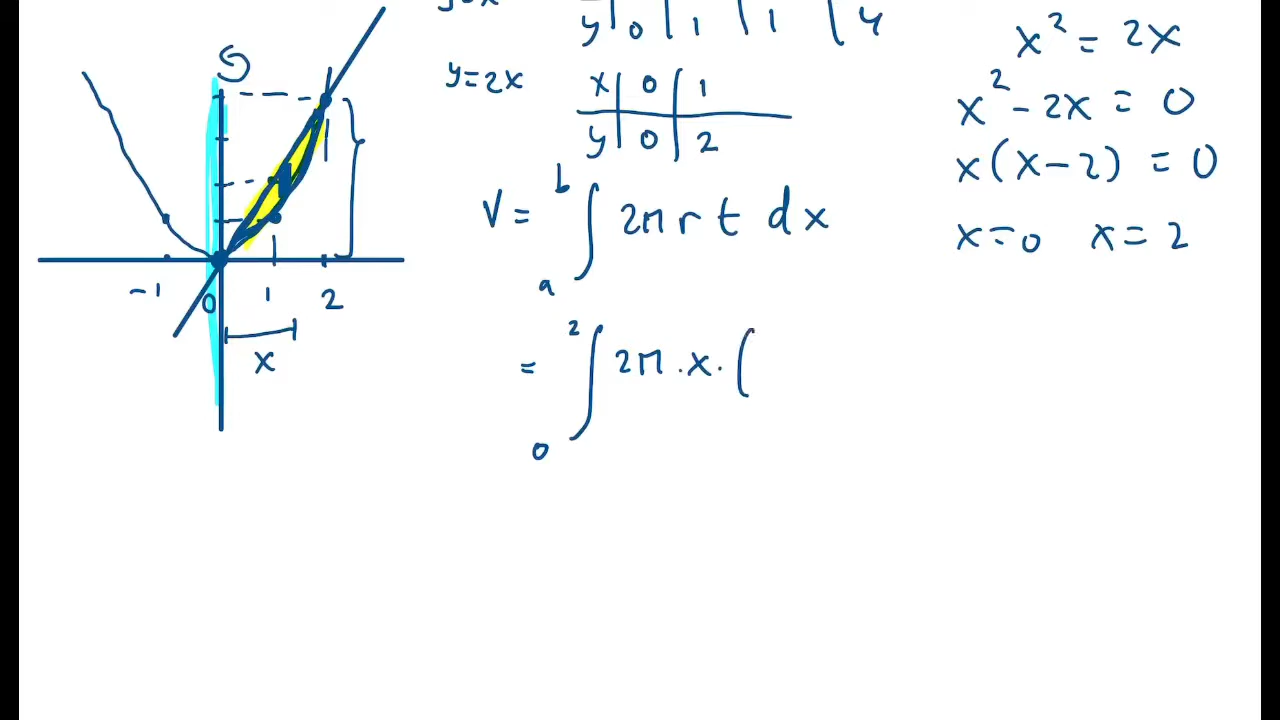 y | 0 | 1 | 1 | 4
y=2x
x | 0 | 1
y | 0 | 2
V = ∫ₐᵇ 2π r t dx
= ∫₀² 2π · x · (
x² = 2x
x² - 2x = 0
x(x-2) = 0
x=0 x=2
-1 0 1 2
x